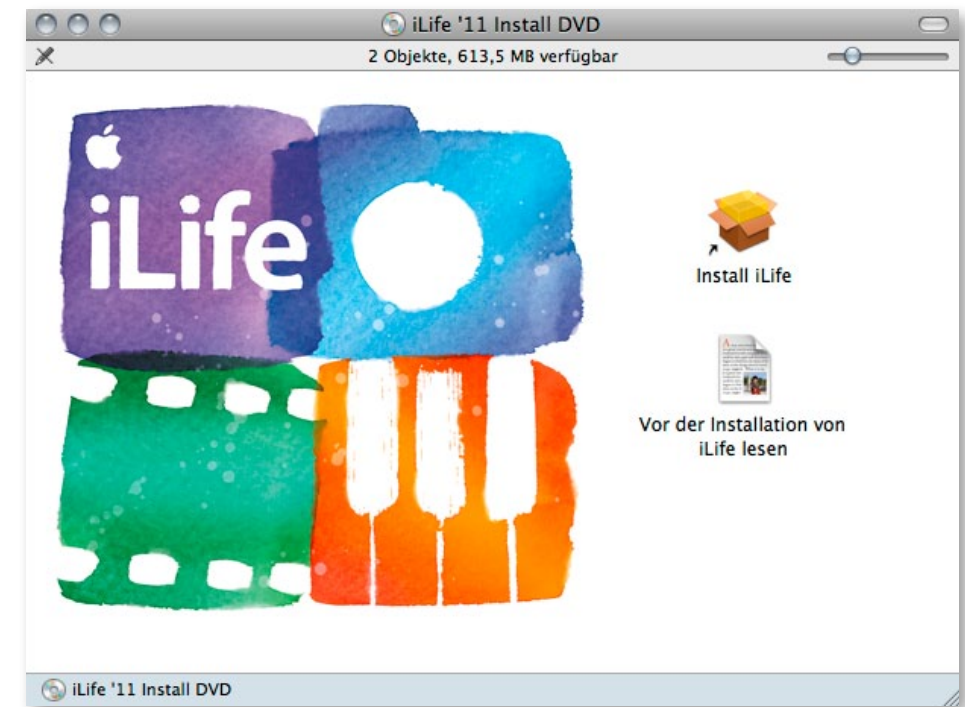 iLife '11 Install DVD
2 Objekte, 613,5 MB verfügbar
iLife
Install iLife
Vor der Installation von
iLife lesen
iLife '11 Install DVD